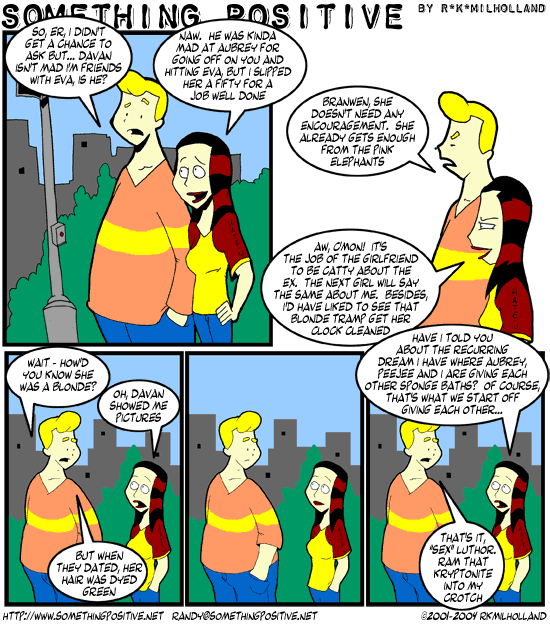 SOMETHING POSITIVE
BY R*K*MILHOLLAND
SO, ER, I DIDN'T
GET A CHANCE TO
ASK BUT... DAVAN
ISN'T MAD I'M FRIENDS
WITH EVA, IS HE?
NAW. HE WAS KINDA
MAD AT AUBREY FOR
GOING OFF ON YOU AND
HITTING EVA, BUT I SLIPPED
HER A FIFTY FOR A
JOB WELL DONE
BRANWEN, SHE
DOESN'T NEED ANY
ENCOURAGEMENT. SHE
ALREADY GETS ENOUGH
FROM THE PINK
ELEPHANTS
AW, C'MON! IT'S
THE JOB OF THE GIRLFRIEND
TO BE CATTY ABOUT THE
EX. THE NEXT GIRL WILL SAY
THE SAME ABOUT ME. BESIDES,
I'D HAVE LIKED TO SEE THAT
BLONDE TRAMP GET HER
CLOCK CLEANED
WAIT - HOW'D
YOU KNOW SHE
WAS A BLONDE?
OH, DAVAN
SHOWED ME
PICTURES
BUT WHEN
THEY DATED, HER
HAIR WAS DYED
GREEN
HAVE I TOLD YOU
ABOUT THE RECURRING
DREAM I HAVE WHERE AUBREY,
PEEJEE AND I ARE GIVING EACH
OTHER SPONGE BATHS? OF COURSE,
THAT'S WHAT WE START OFF
GIVING EACH OTHER...
THAT'S IT,
"SEX" LUTHOR.
RAM THAT
KRYPTONITE
INTO MY
CROTCH
HTTP://WWW.SOMETHINGPOSITIVE.NET RANDY@SOMETHINGPOSITIVE.NET
©2001-2004 RKMILHOLLAND